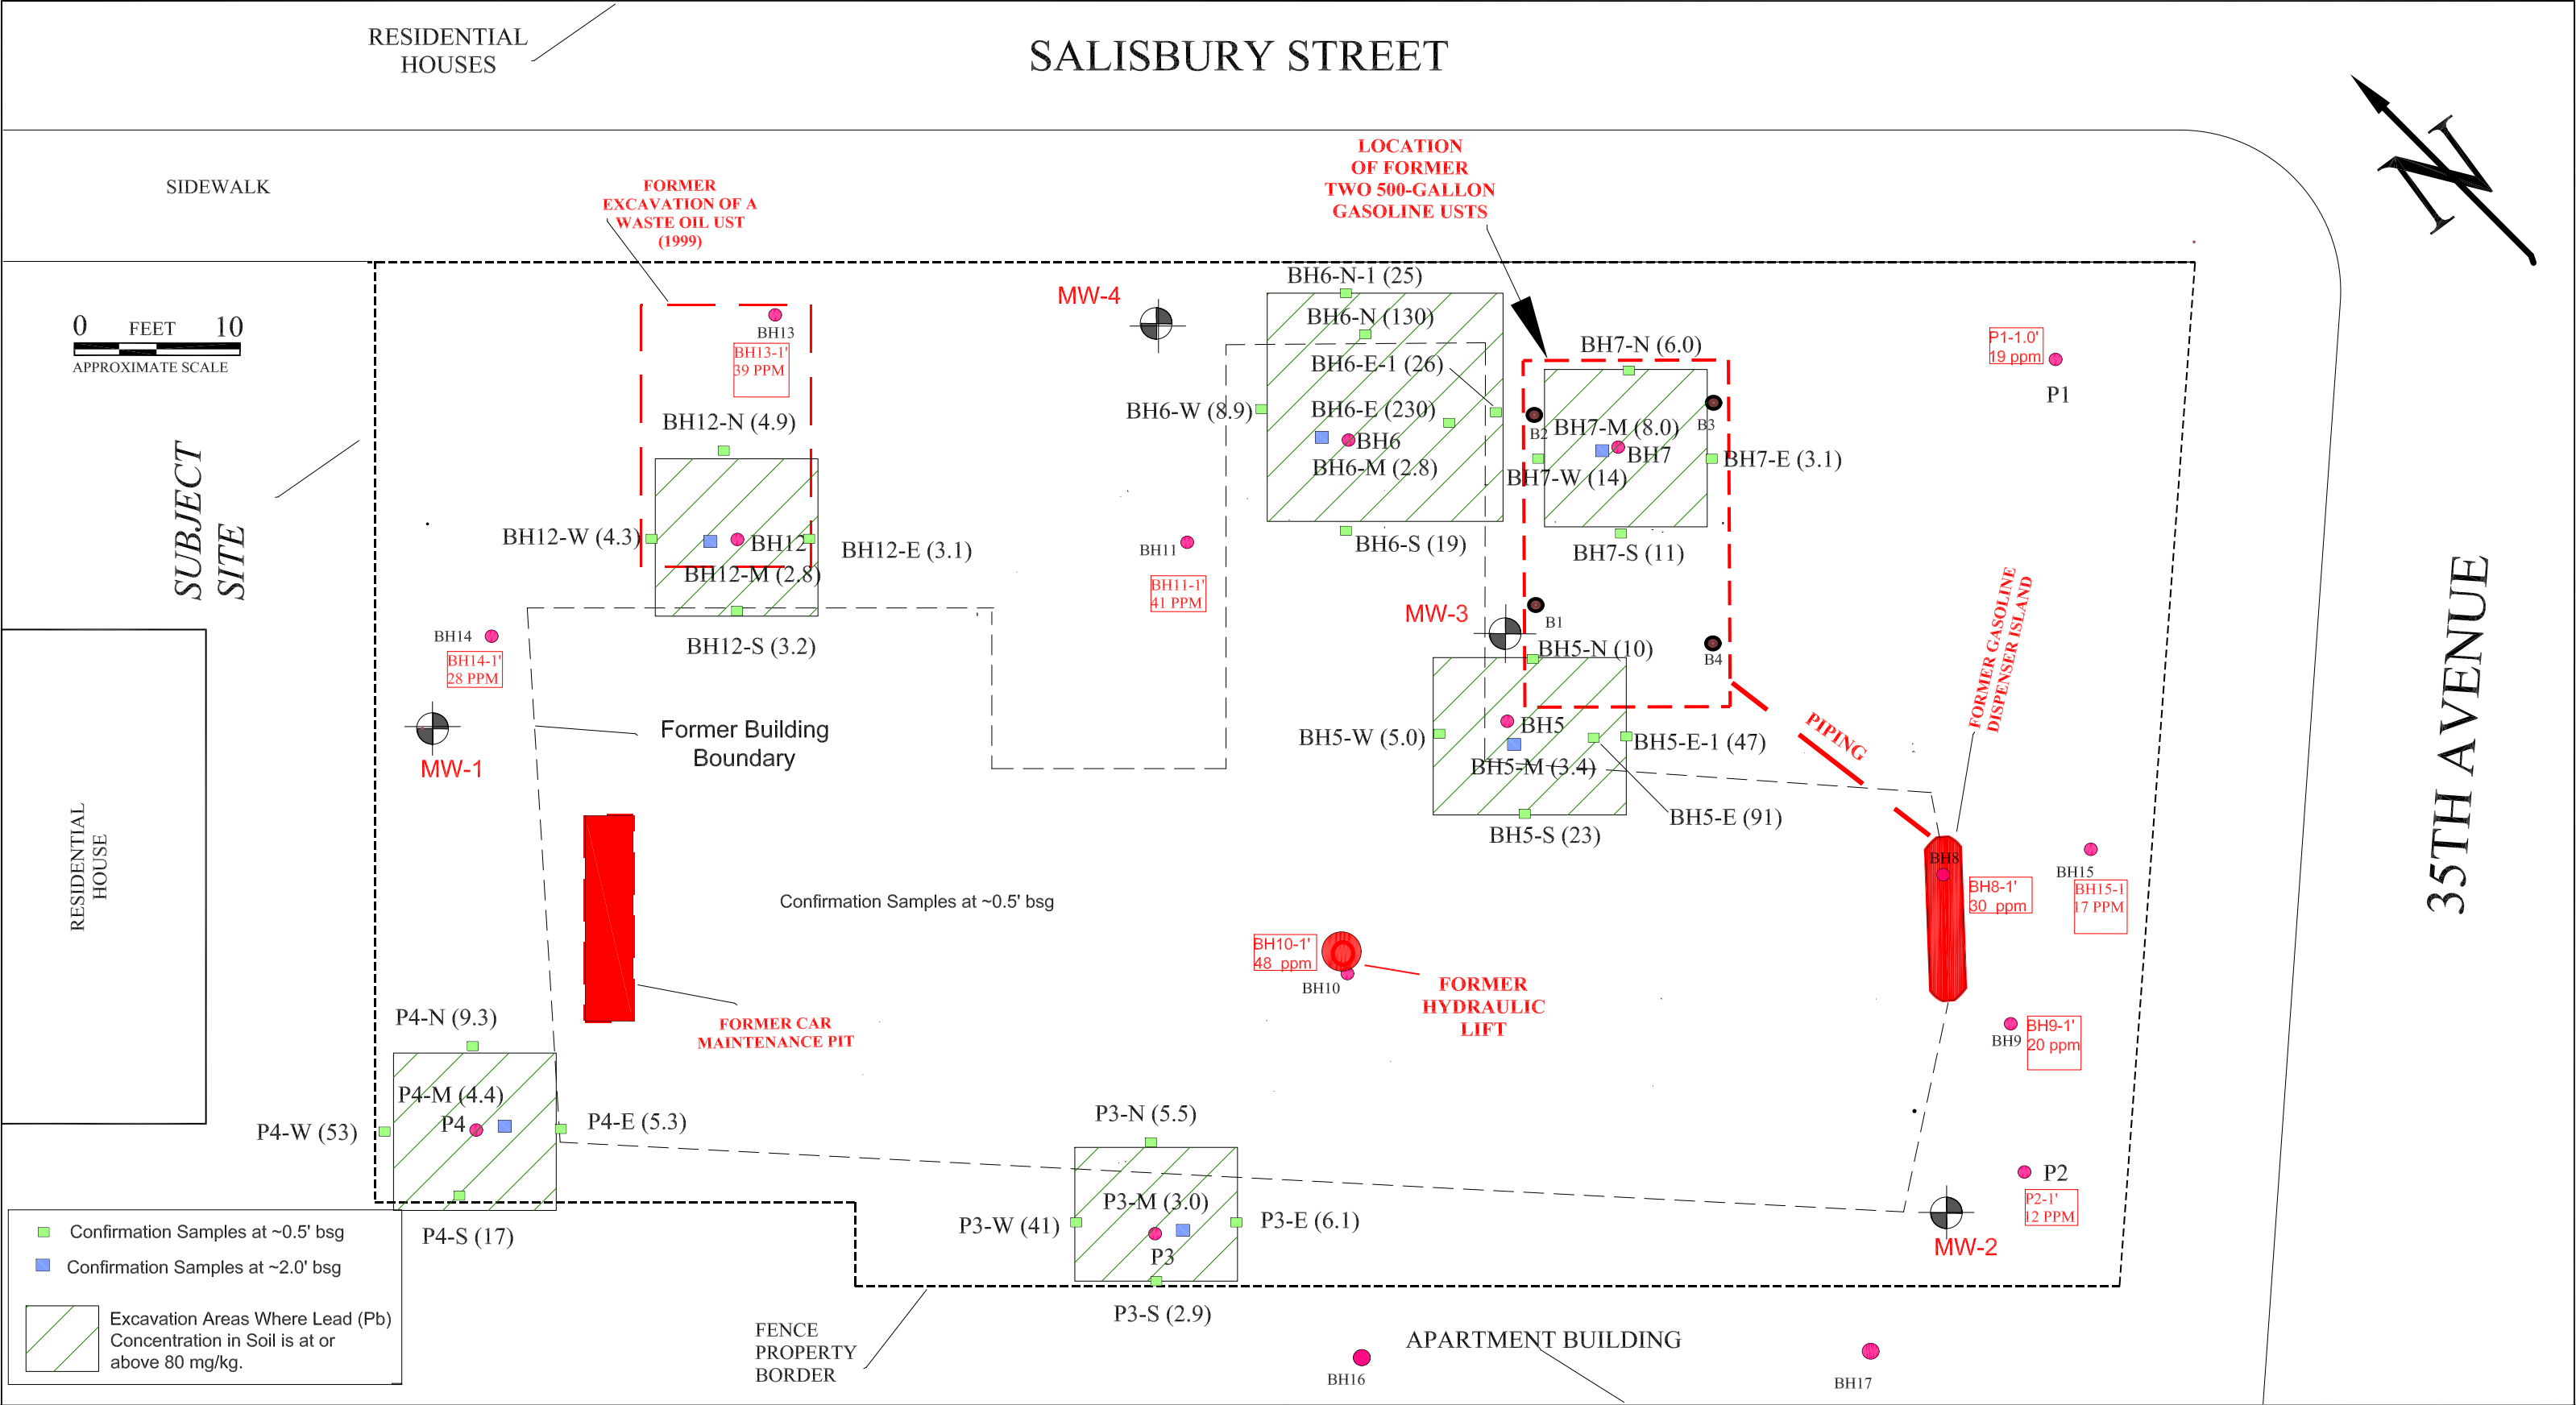 RESIDENTIAL
HOUSES
SALISBURY STREET
SIDEWALK
FORMER
EXCAVATION OF A
WASTE OIL UST
(1999)
LOCATION
OF FORMER
TWO 500-GALLON
GASOLINE USTS
N
0 FEET 10
APPROXIMATE SCALE
SUBJECT
SITE
BH13
BH13-1'
39 PPM
MW-4
BH6-N-1 (25)
BH6-N (130)
BH6-E-1 (26)
BH6-W (8.9)
BH6-E (230)
BH6
BH6-M (2.8)
BH6-S (19)
BH7-N (6.0)
B2
B3
BH7-M (8.0)
BH7
BH7-E (3.1)
BH7-W (14)
BH7-S (11)
P1-1.0'
19 ppm
P1
BH12-N (4.9)
BH12-W (4.3)
BH12
BH12-E (3.1)
BH12-M (2.8)
BH12-S (3.2)
BH11
BH11-1'
41 PPM
BH14
BH14-1'
28 PPM
MW-1
Former Building
Boundary
MW-3
B1
B4
BH5-N (10)
BH5-W (5.0)
BH5
BH5-E-1 (47)
BH5-M (3.4)
BH5-E (91)
BH5-S (23)
PIPING
FORMER GASOLINE
DISPENSER ISLAND
35TH AVENUE
RESIDENTIAL
HOUSE
Confirmation Samples at ~0.5' bsg
BH8
BH8-1'
30 ppm
BH15
BH15-1
17 PPM
BH10-1'
48 ppm
BH10
FORMER
HYDRAULIC
LIFT
FORMER CAR
MAINTENANCE PIT
BH9
BH9-1'
20 ppm
P4-N (9.3)
P4-M (4.4)
P4
P4-W (53)
P4-E (5.3)
P4-S (17)
P3-N (5.5)
P3-M (3.0)
P3-W (41)
P3-E (6.1)
P3
P3-S (2.9)
P2
P2-1'
12 PPM
MW-2
Confirmation Samples at ~0.5' bsg
Confirmation Samples at ~2.0' bsg
Excavation Areas Where Lead (Pb)
Concentration in Soil is at or
above 80 mg/kg.
FENCE
PROPERTY
BORDER
APARTMENT BUILDING
BH16
BH17